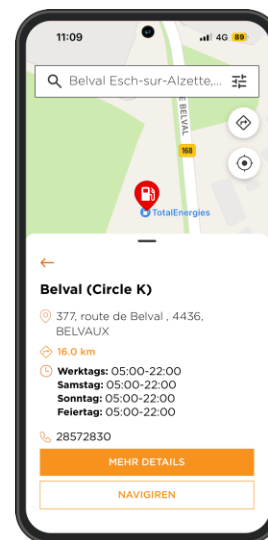 11:09 4G 89
Belval Esch-sur-Alzette,...
E BELVAL
168
TotalEnergies
Belval (Circle K)
377, route de Belval , 4436,
BELVAUX
16.0 km
Werktags: 05:00-22:00
Samstag: 05:00-22:00
Sonntag: 05:00-22:00
Feiertag: 05:00-22:00
28572830
MEHR DETAILS
NAVIGIREN